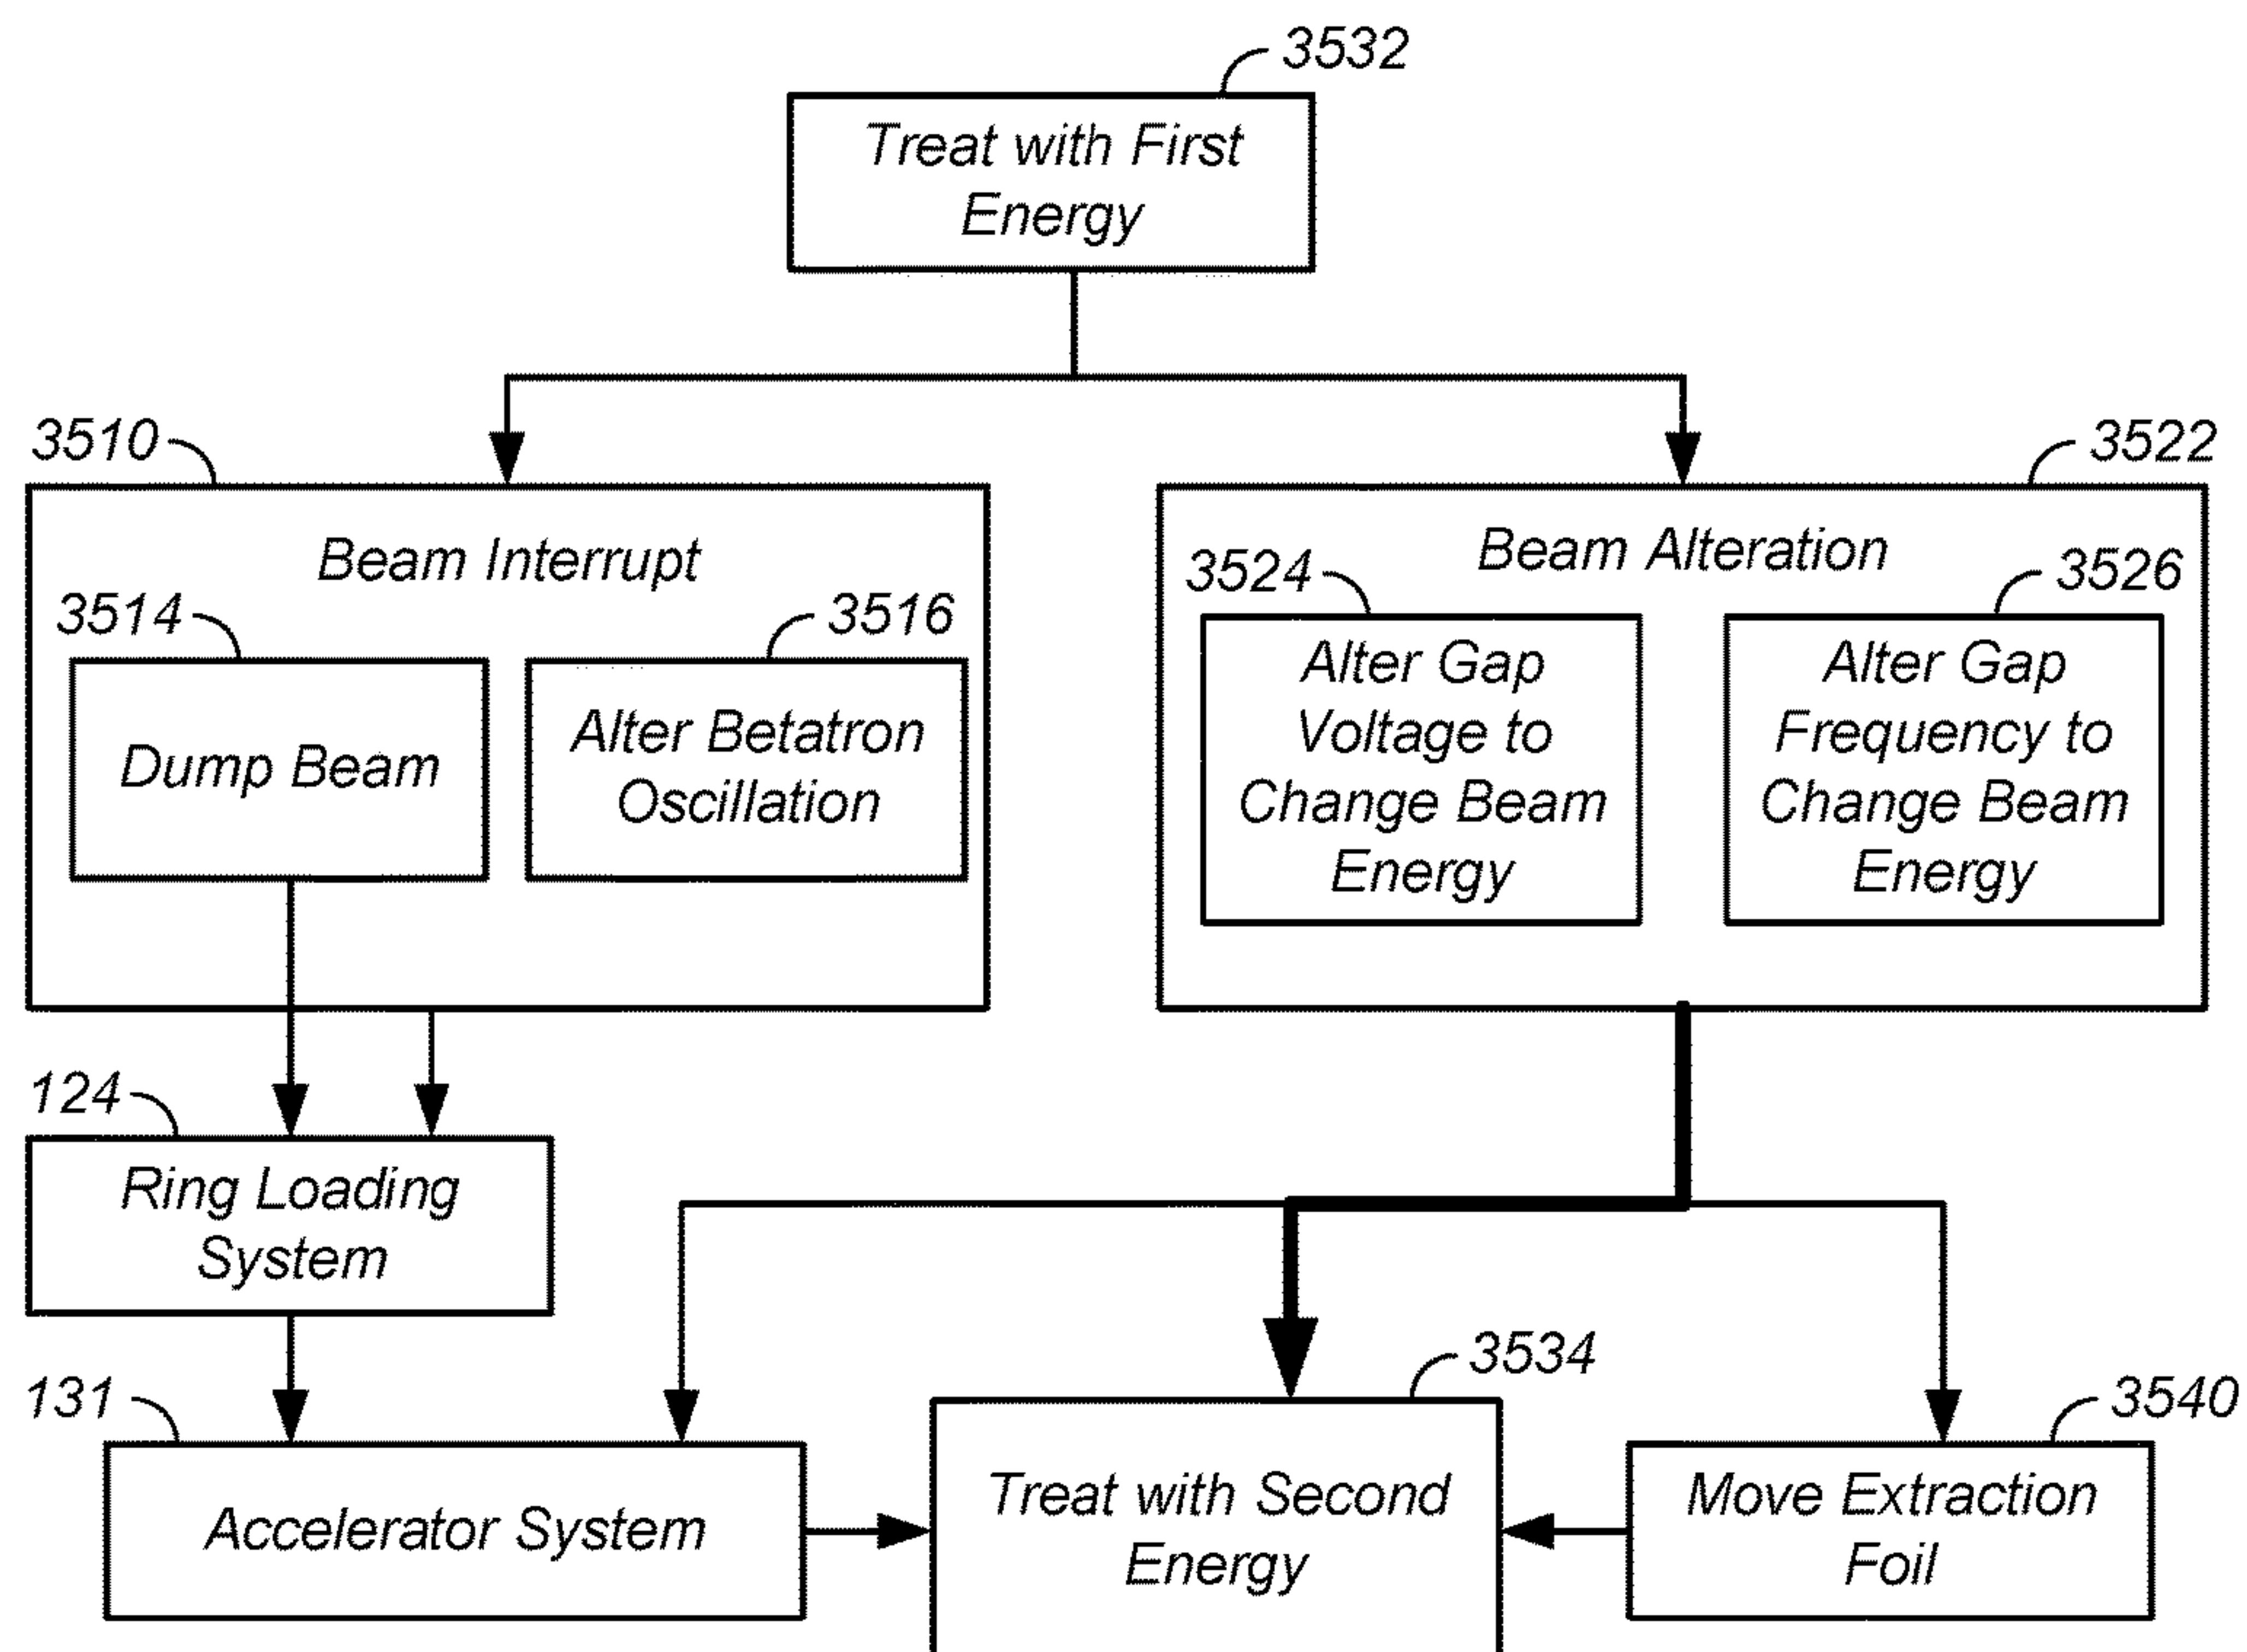 3532
Treat with First
Energy
3510
3522
Beam Interrupt
Beam Alteration
3514
3516
3524
3526
Dump Beam
Alter Betatron
Oscillation
Alter Gap
Voltage to
Change Beam
Energy
Alter Gap
Frequency to
Change Beam
Energy
124
Ring Loading
System
131
3534
3540
Accelerator System
Treat with Second
Energy
Move Extraction
Foil